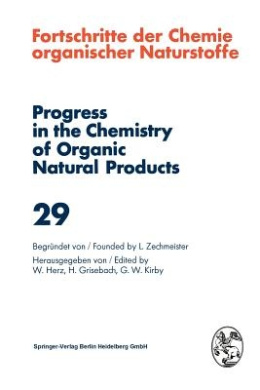 Fortschritte der Chemie
organischer Naturstoffe
Progress
in the Chemistry
of Organic
Natural Products
29
Begründet von / Founded by L. Zechmeister
Herausgegeben von / Edited by
W. Herz, H. Grisebach, G. W. Kirby
Springer-Verlag Berlin Heidelberg GmbH